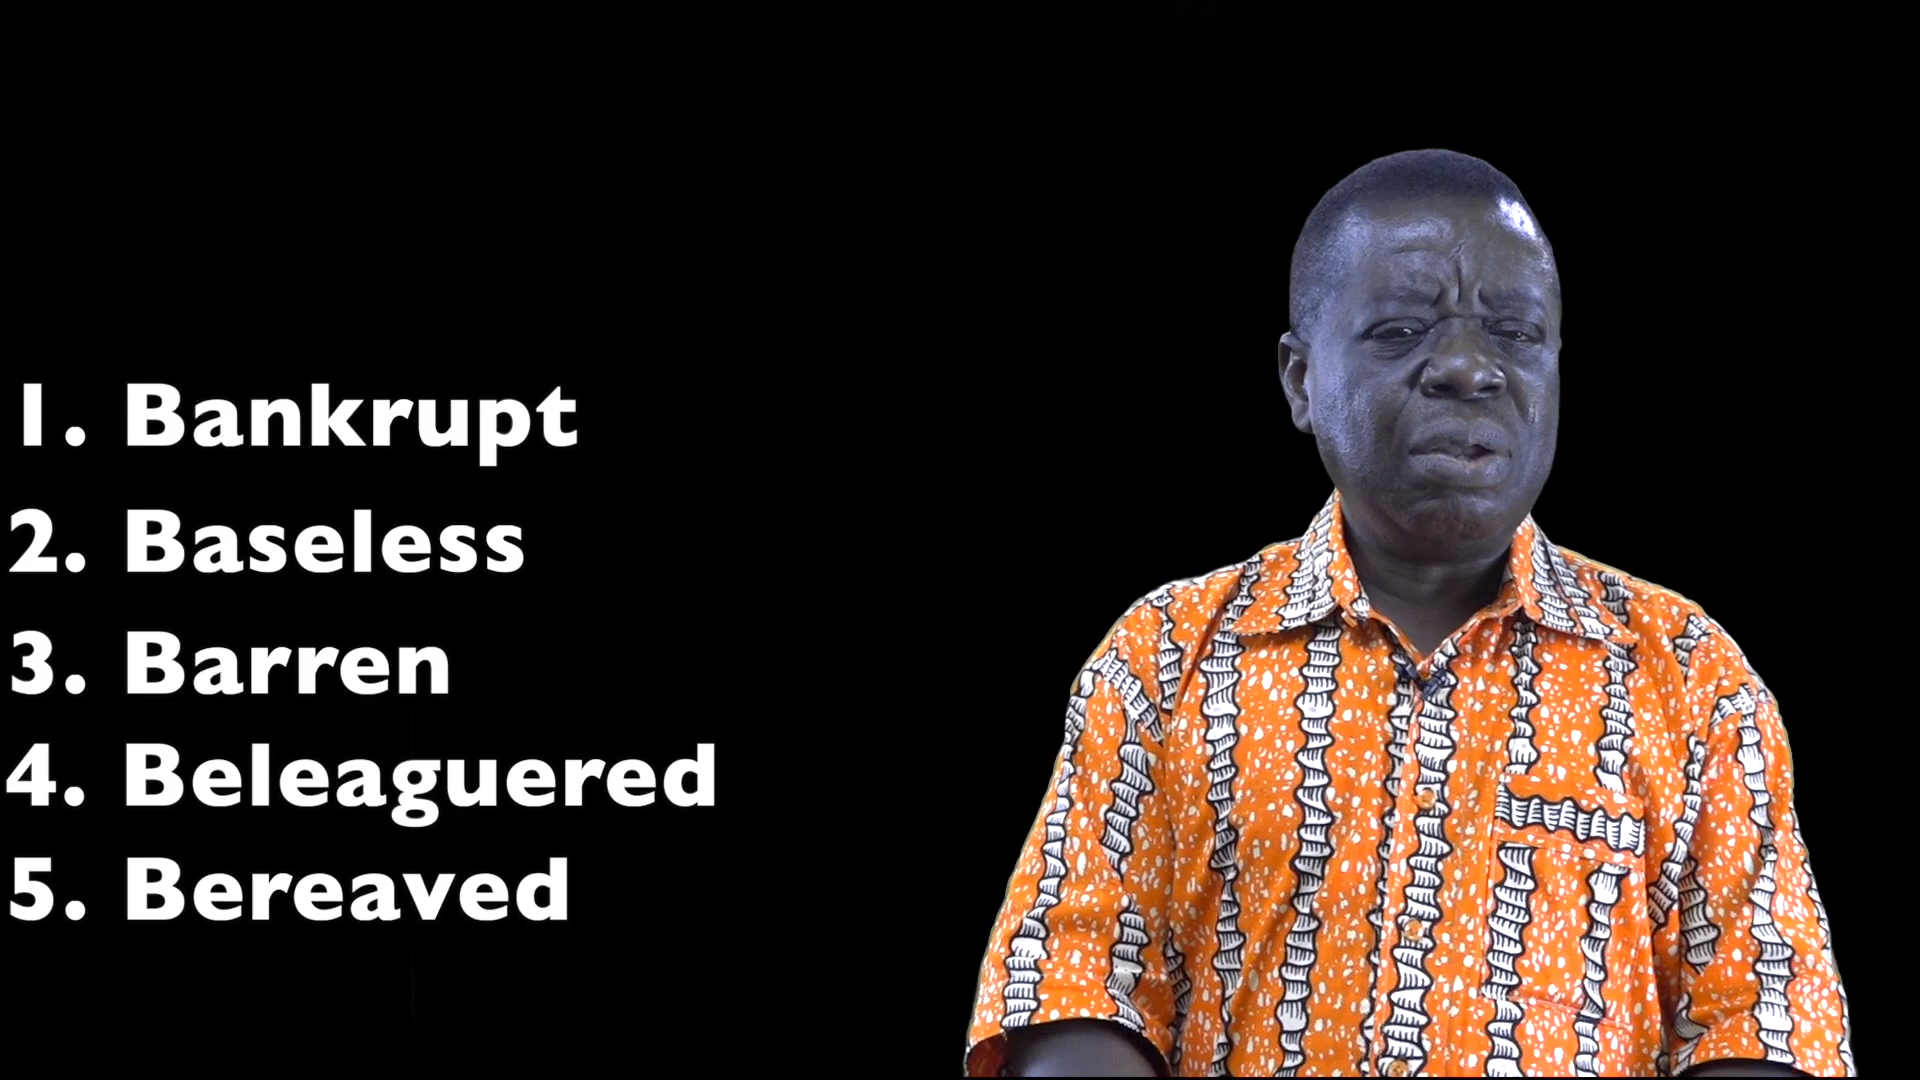 1. Bankrupt
2. Baseless
3. Barren
4. Beleaguered
5. Bereaved